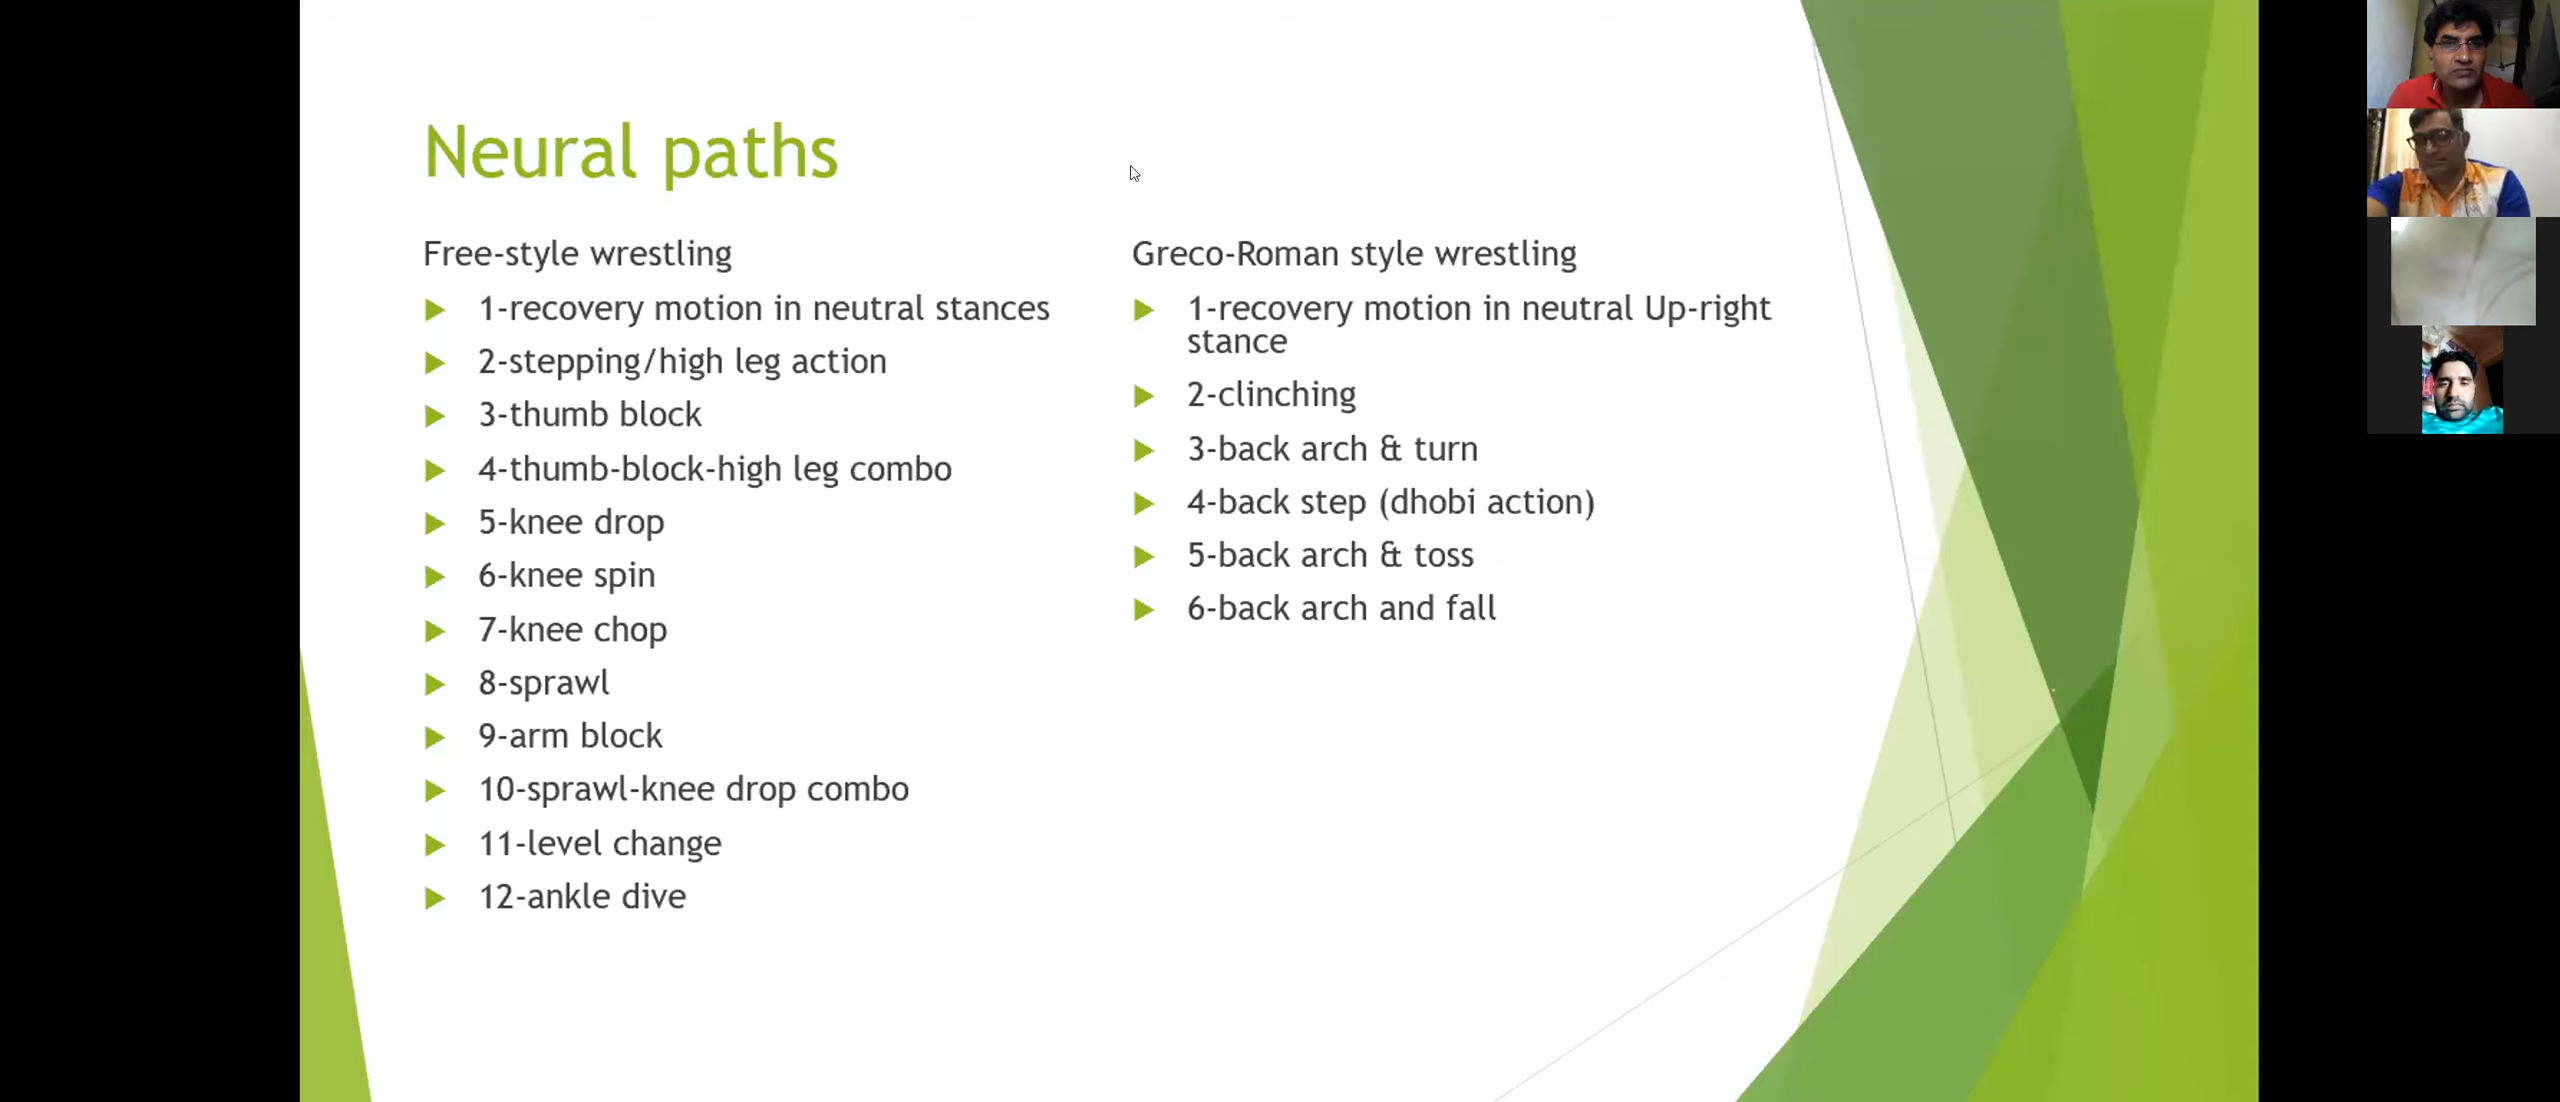 Neural paths
Free-style wrestling
1-recovery motion in neutral stances
2-stepping/high leg action
3-thumb block
4-thumb-block-high leg combo
5-knee drop
6-knee spin
7-knee chop
8-sprawl
9-arm block
10-sprawl-knee drop combo
11-level change
12-ankle dive
Greco-Roman style wrestling
1-recovery motion in neutral Up-right
stance
2-clinching
3-back arch & turn
4-back step (dhobi action)
5-back arch & toss
6-back arch and fall